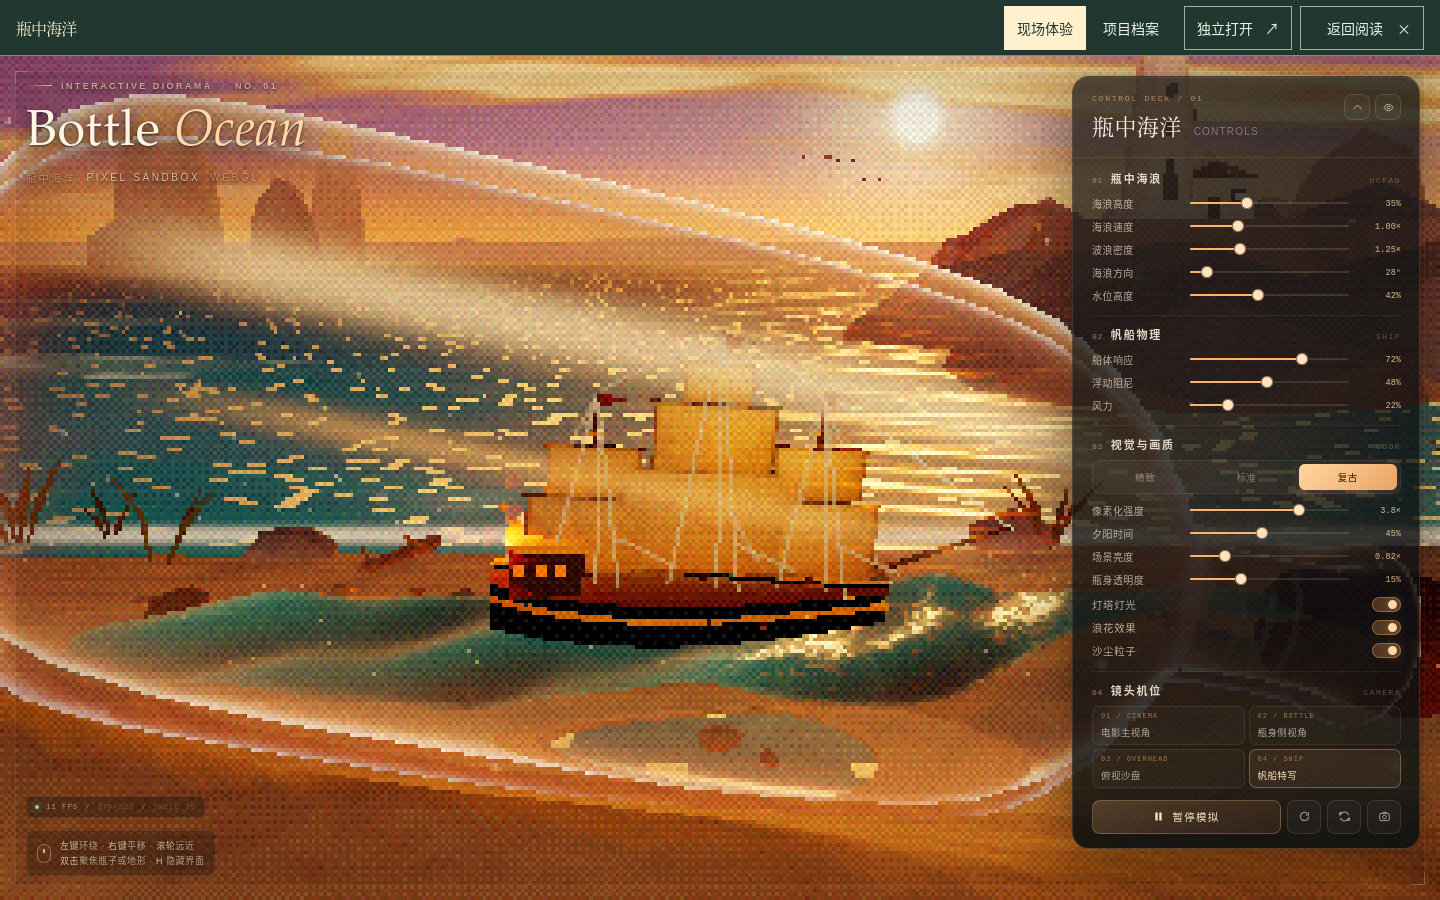 瓶中海洋
现场体验
项目档案
独立打开 ↗
返回阅读 ×
INTERACTIVE DIORAMA · NO. 01
Bottle Ocean
瓶中海洋 PIXEL SANDBOX WEBGL
CONTROL DECK / 01
瓶中海洋 CONTROLS
01 瓶中海浪 OCEAN
海浪高度 35%
海浪速度 1.00×
波浪密度 1.25×
海浪方向 28°
水位高度 42%
02 帆船物理 SHIP
船体响应 72%
浮动阻尼 48%
风力 22%
03 视觉与画质 LOOK
精致 标准 复古
像素化强度 3.8×
夕阳时间 45%
场景亮度 0.82×
瓶身透明度 15%
灯塔灯光
浪花效果
沙尘粒子
04 镜头机位 CAMERA
01 / CINEMA
电影主视角
02 / BOTTLE
瓶身侧视角
03 / OVERHEAD
俯视沙盘
04 / SHIP
帆船特写
暂停模拟
11 FPS / 370×222 / SWELL 35
左键环绕 · 右键平移 · 滚轮远近
双击聚焦瓶子或地形 · H 隐藏界面